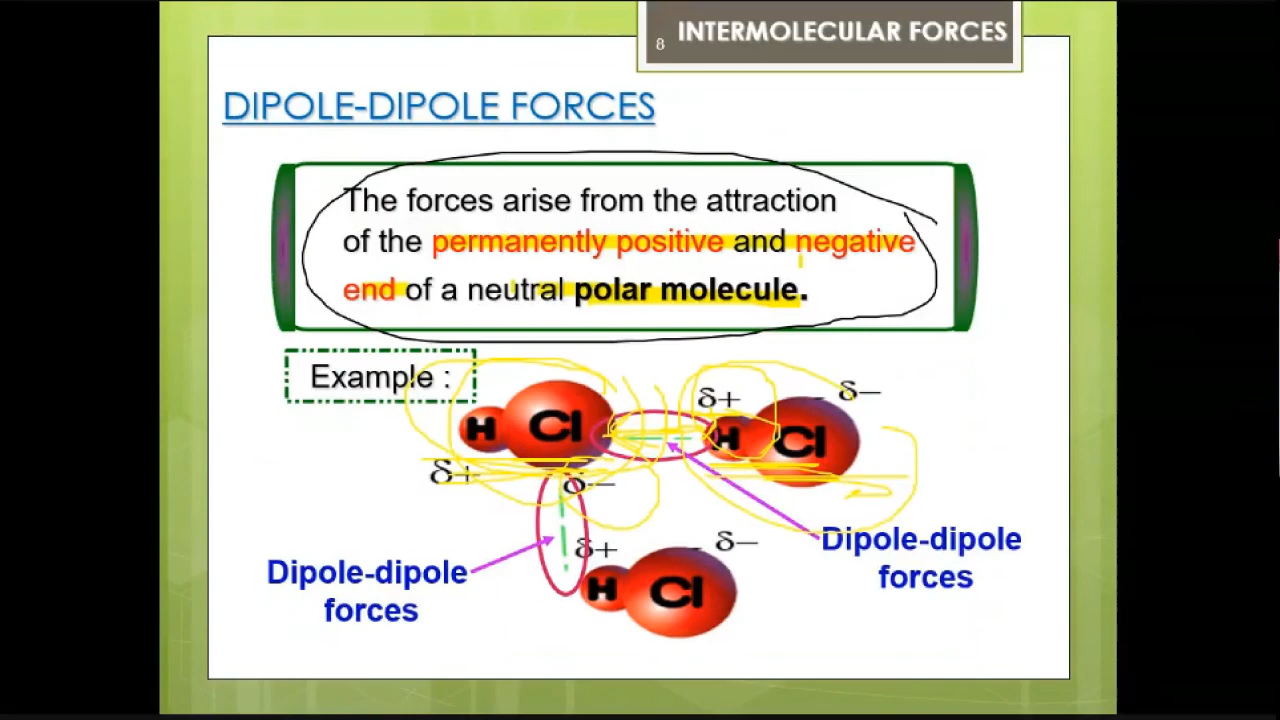 8 INTERMOLECULAR FORCES
DIPOLE-DIPOLE FORCES
The forces arise from the attraction
of the permanently positive and negative
end of a neutral polar molecule.
Example :
δ+ δ−
H Cl H Cl
δ+ δ−
Dipole-dipole
forces
δ+ δ−
H Cl
Dipole-dipole
forces